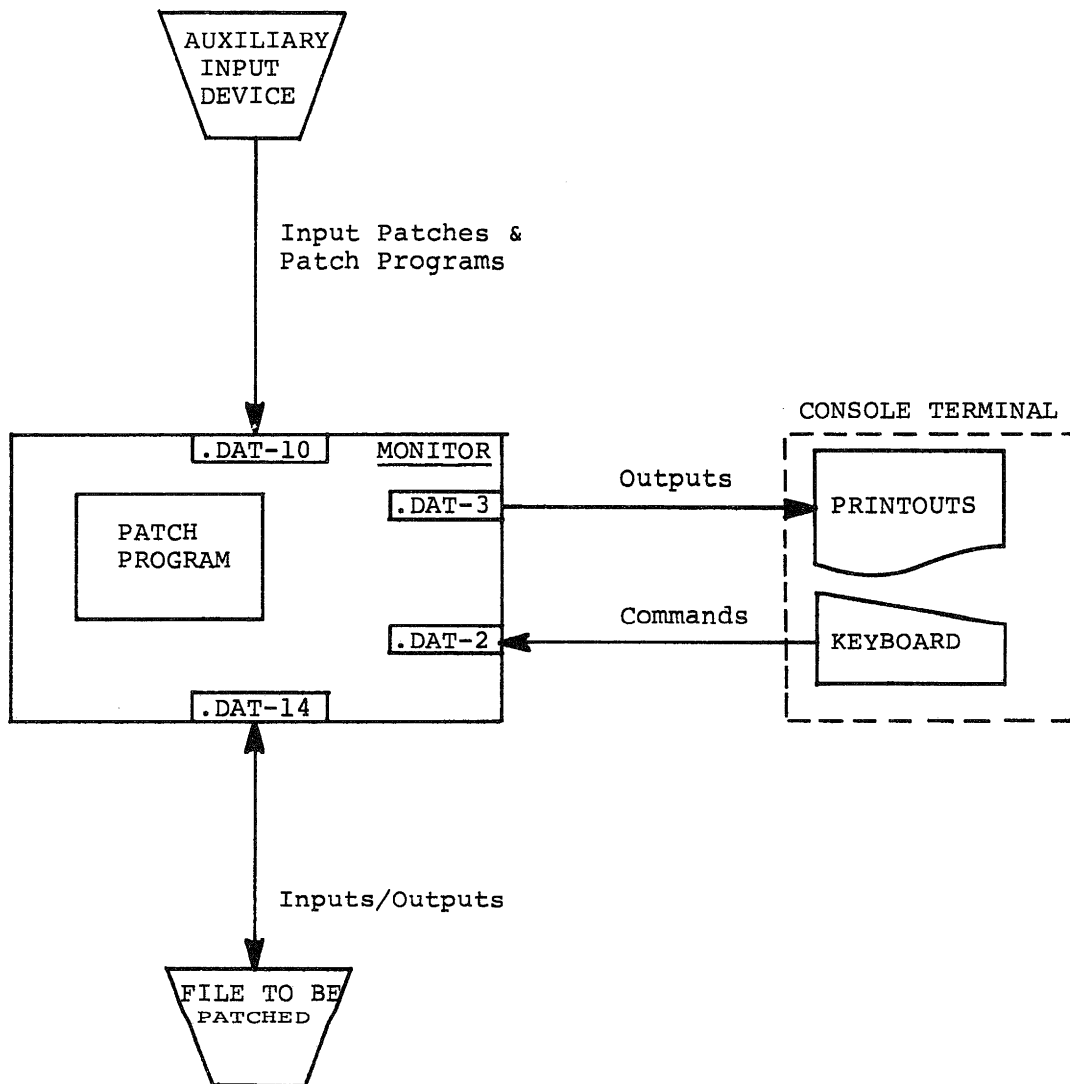 AUXILIARY
INPUT
DEVICE
Input Patches &
Patch Programs
CONSOLE TERMINAL
.DAT-10
MONITOR
.DAT-3
Outputs
PRINTOUTS
PATCH
PROGRAM
.DAT-2
Commands
KEYBOARD
.DAT-14
Inputs/Outputs
FILE TO BE
PATCHED